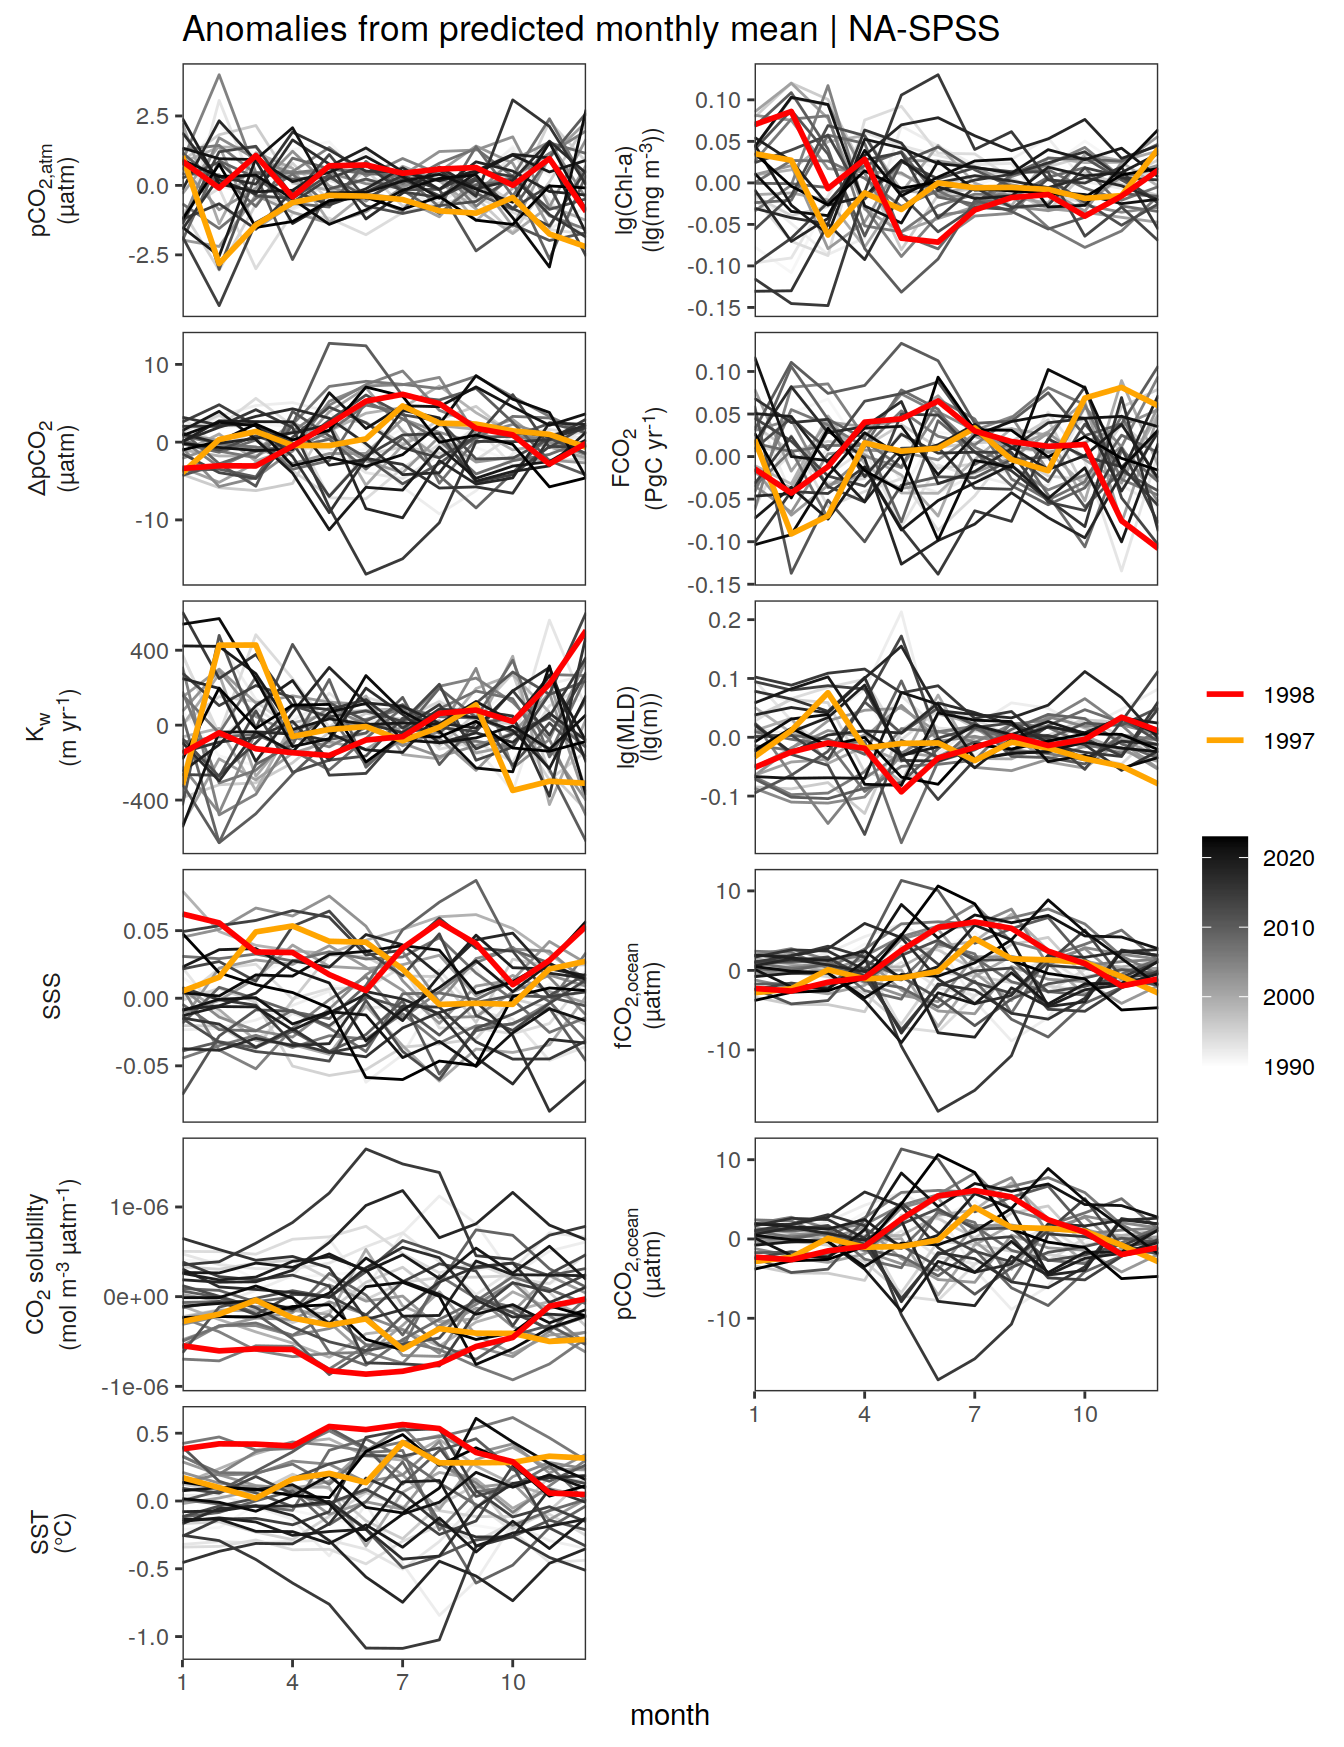 Anomalies from predicted monthly mean | NA-SPSS
pCO2,atm
(µatm)
2.5
0.0
-2.5
lg(Chl-a)
(lg(mg m-3))
0.10
0.05
0.00
-0.05
-0.10
-0.15
ΔpCO2
(µatm)
10
0
-10
FCO2
(PgC yr-1)
0.10
0.05
0.00
-0.05
-0.10
-0.15
Kw
(m yr-1)
400
0
-400
lg(MLD)
(lg(m))
0.2
0.1
0.0
-0.1
SSS
0.05
0.00
-0.05
fCO2,ocean
(µatm)
10
0
-10
CO2 solubility
(mol m-3 µatm-1)
1e-06
0e+00
-1e-06
pCO2,ocean
(µatm)
10
0
-10
1 4 7 10
SST
(°C)
0.5
0.0
-0.5
-1.0
1 4 7 10
month
1998
1997
2020
2010
2000
1990